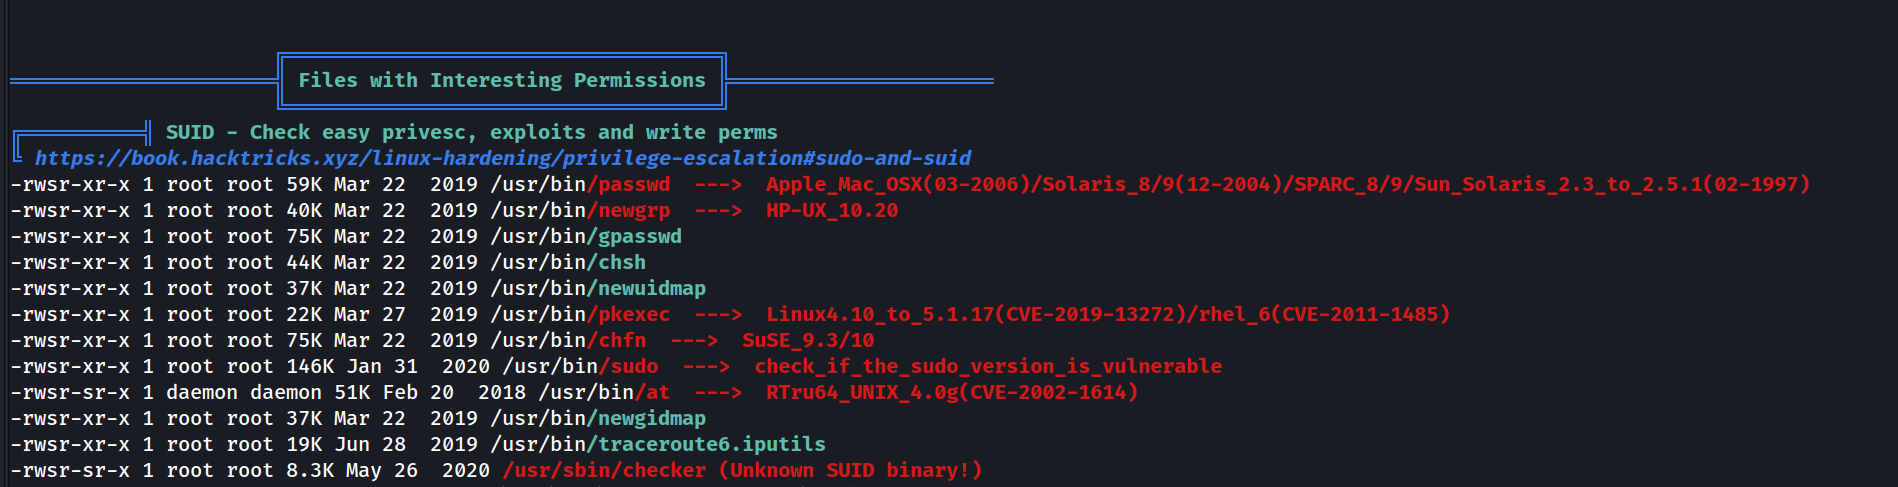 Files with Interesting Permissions
SUID - Check easy privesc, exploits and write perms
https://book.hacktricks.xyz/linux-hardening/privilege-escalation#sudo-and-suid
-rwsr-xr-x 1 root root 59K Mar 22  2019 /usr/bin/passwd  --->  Apple_Mac_OSX(03-2006)/Solaris_8/9(12-2004)/SPARC_8/9/Sun_Solaris_2.3_to_2.5.1(02-1997)
-rwsr-xr-x 1 root root 40K Mar 22  2019 /usr/bin/newgrp  --->  HP-UX_10.20
-rwsr-xr-x 1 root root 75K Mar 22  2019 /usr/bin/gpasswd
-rwsr-xr-x 1 root root 44K Mar 22  2019 /usr/bin/chsh
-rwsr-xr-x 1 root root 37K Mar 22  2019 /usr/bin/newuidmap
-rwsr-xr-x 1 root root 22K Mar 27  2019 /usr/bin/pkexec  --->  Linux4.10_to_5.1.17(CVE-2019-13272)/rhel_6(CVE-2011-1485)
-rwsr-xr-x 1 root root 75K Mar 22  2019 /usr/bin/chfn  --->  SuSE_9.3/10
-rwsr-xr-x 1 root root 146K Jan 31  2020 /usr/bin/sudo  --->  check_if_the_sudo_version_is_vulnerable
-rwsr-sr-x 1 daemon daemon 51K Feb 20  2018 /usr/bin/at  --->  RTru64_UNIX_4.0g(CVE-2002-1614)
-rwsr-xr-x 1 root root 37K Mar 22  2019 /usr/bin/newgidmap
-rwsr-xr-x 1 root root 19K Jun 28  2019 /usr/bin/traceroute6.iputils
-rwsr-sr-x 1 root root 8.3K May 26  2020 /usr/sbin/checker (Unknown SUID binary!)